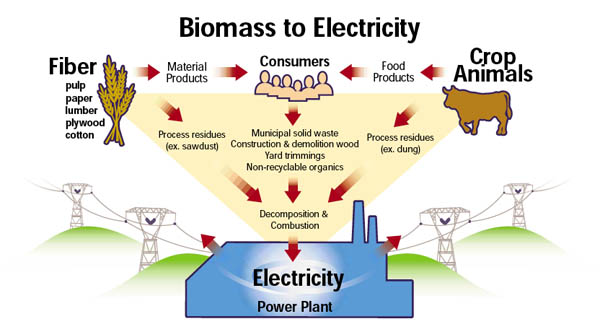 Biomass to Electricity
Fiber
pulp
paper
lumber
plywood
cotton
Material
Products
Consumers
Food
Products
Crop
Animals
Process residues
(ex. sawdust)
Municipal solid waste
Construction & demolition wood
Yard trimmings
Non-recyclable organics
Process residues
(ex. dung)
Decomposition &
Combustion
Electricity
Power Plant